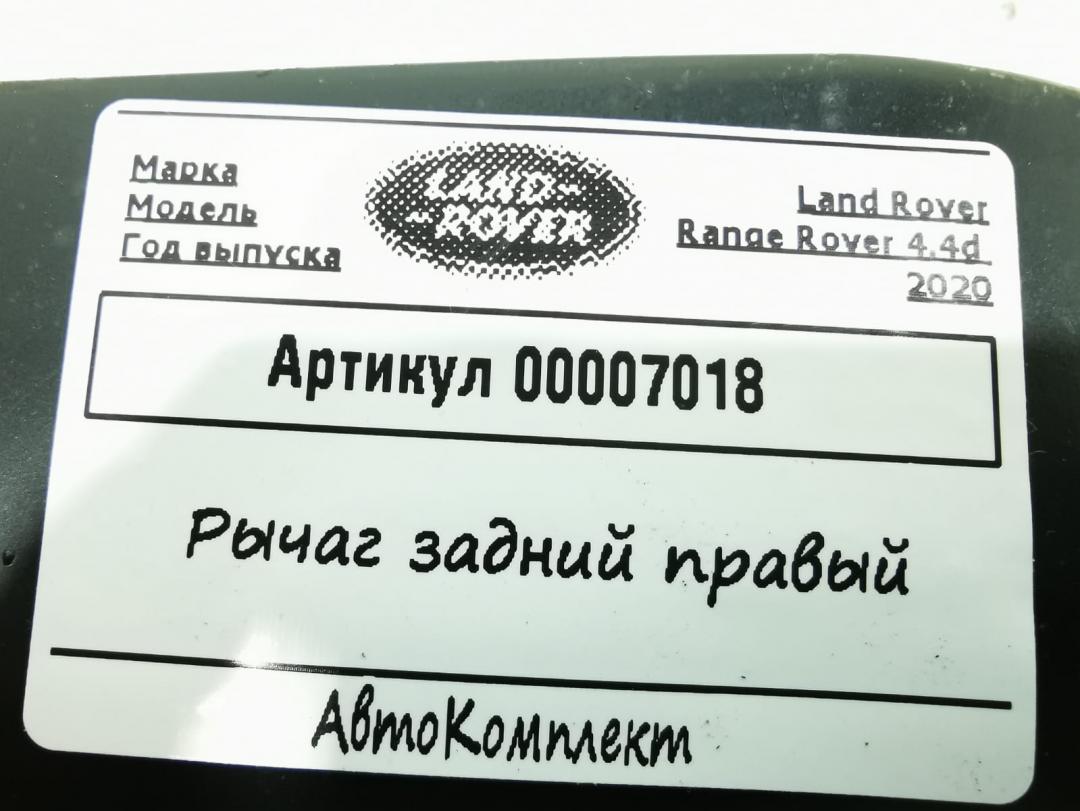 Марка
Модель
Год выпуска
LAND-
-ROVER
Land Rover
Range Rover 4.4d
2020
Артикул 00007018
Рычаг задний правый
АвтоКомплект